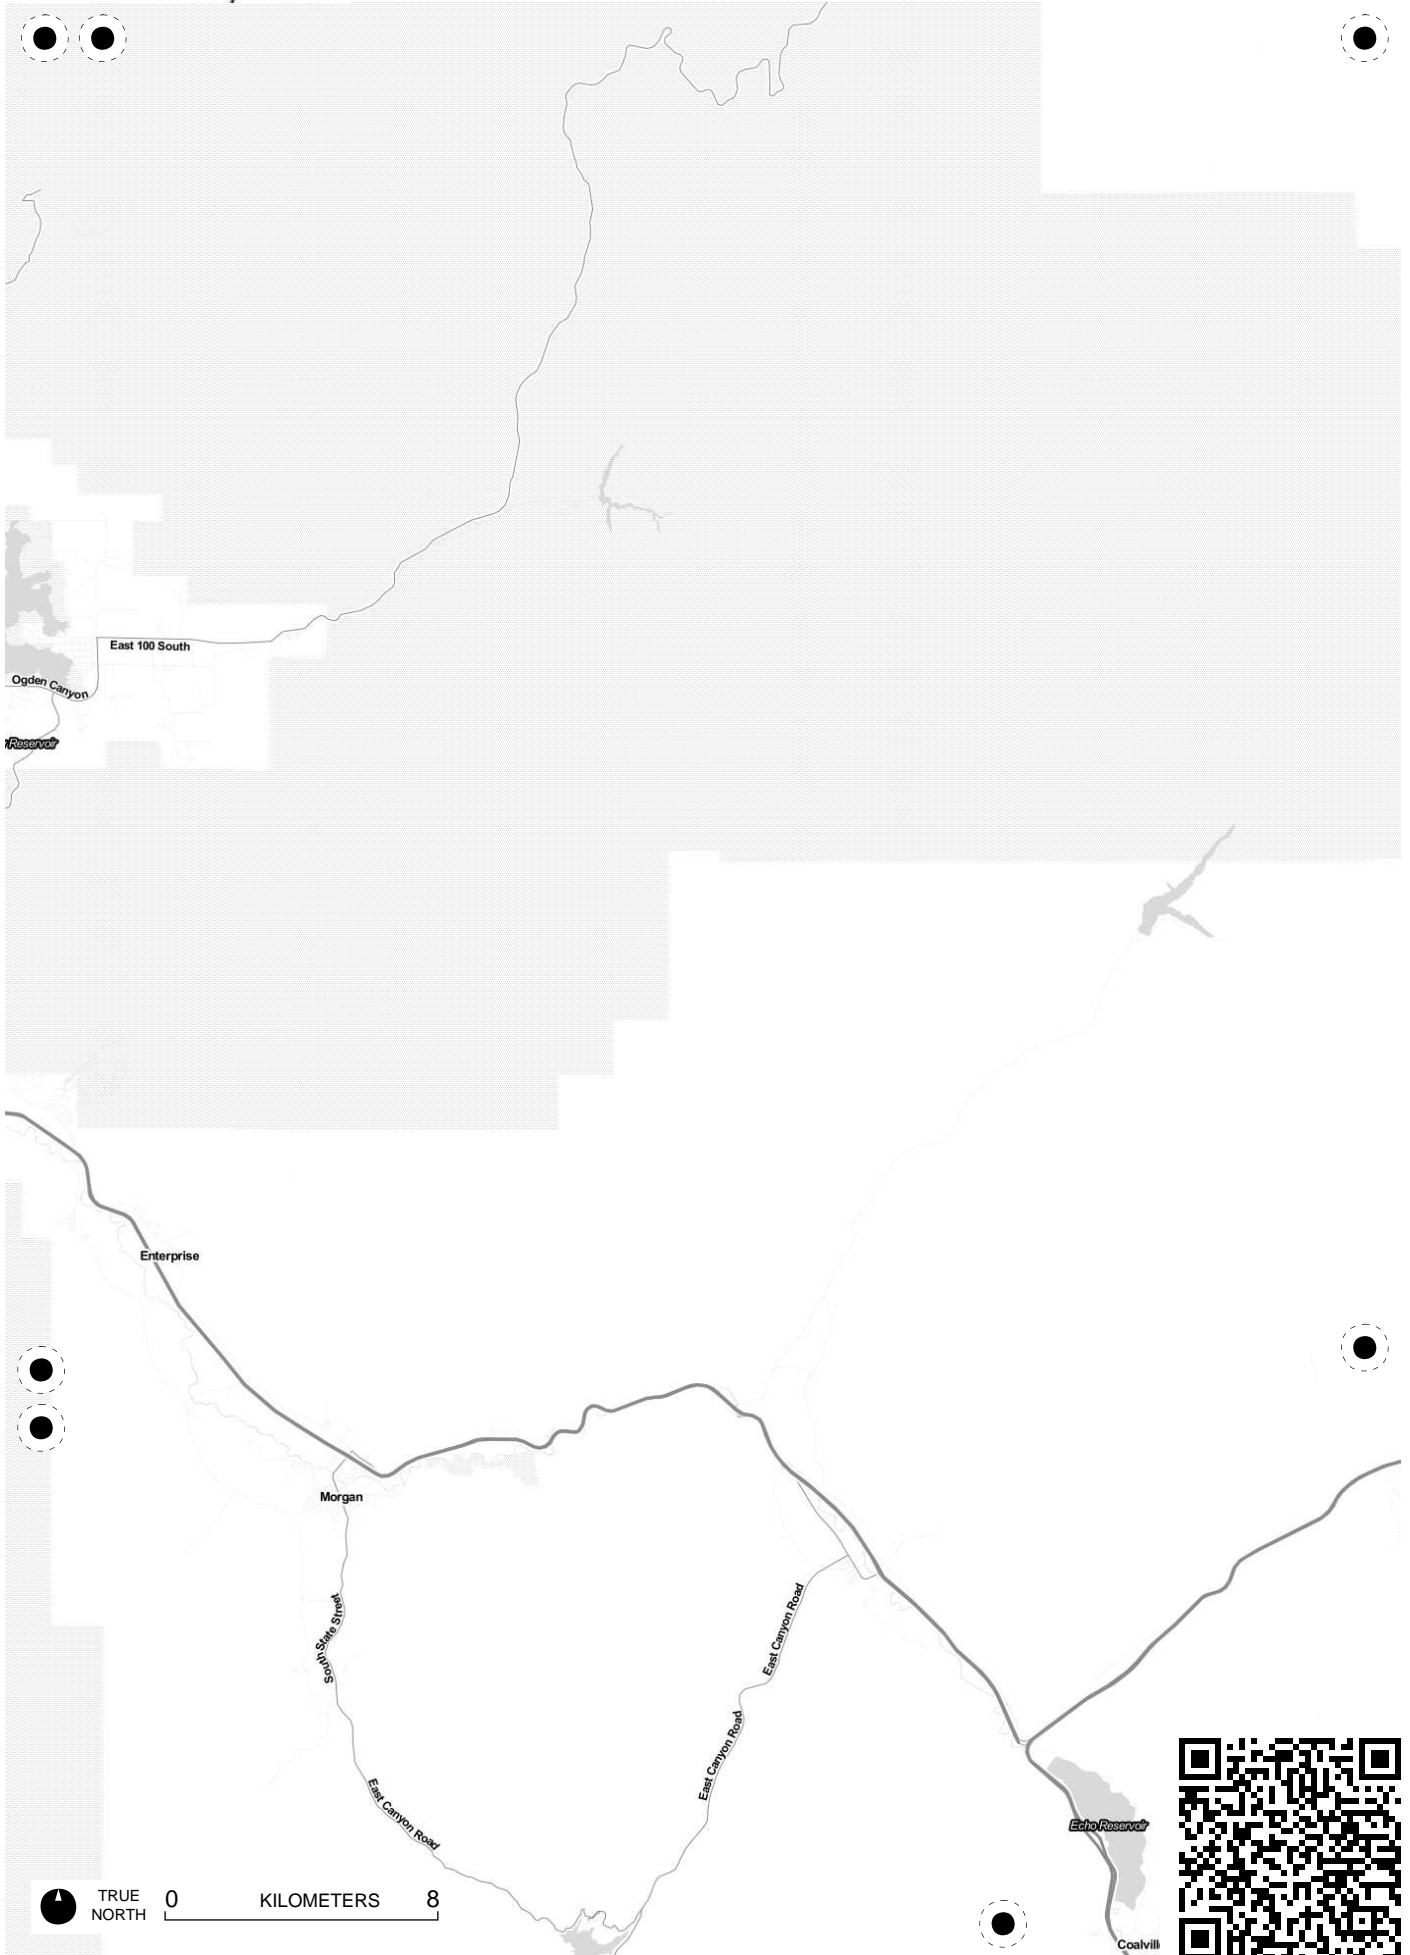 East 100 South
Ogden Canyon
Reservoir
Enterprise
Morgan
South State Street
East Canyon Road
East Canyon Road
East Canyon Road
Echo Reservoir
TRUE
NORTH
0 KILOMETERS 8
Coalvill